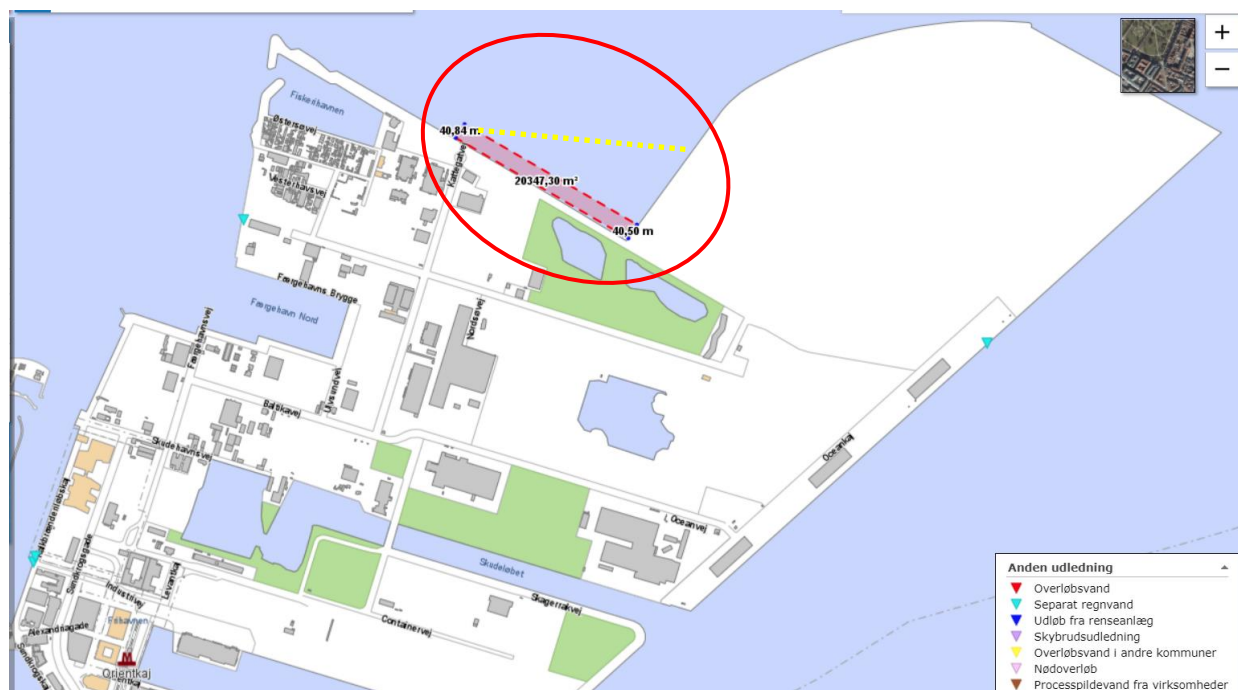 +
Fiskerihavnen
Østersøvej
40,84 m
Kattegatvej
−
20347,30 m²
Vesterhavsvej
40,50 m
Færgehavns Brygge
Færgehavn Nord
Nordsøvej
Færgehavnsvej
Ulvsundvej
Baltikavej
Skudehavnsvej
Oceankaj
Oceanvej
Sundkrogsgade
Skudeløbet
Anden udledning
Overløbsvand
Levantkaj
Separat regnvand
Industrivej
Skagerrakvej
Udløb fra renseanlæg
Containervej
Skybrudsudledning
Alexandriagade
Overløbsvand i andre kommuner
Nødoverløb
Orientkaj
Processpildevand fra virksomheder